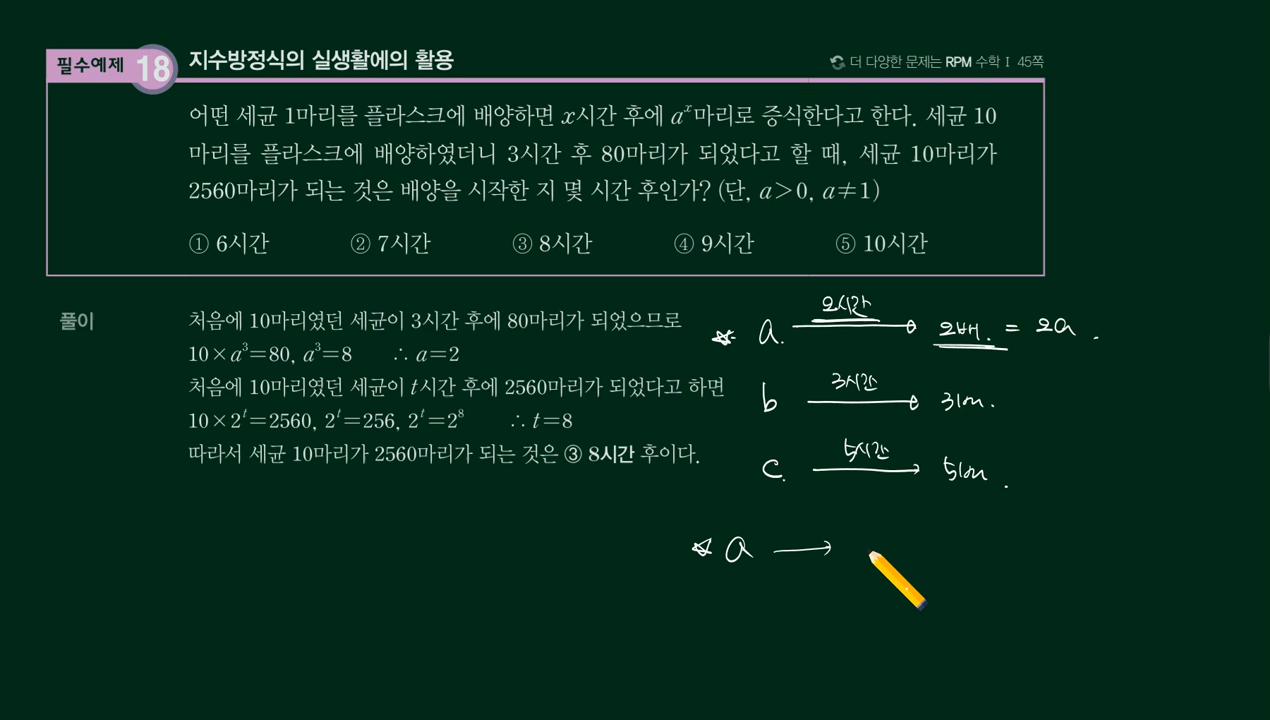 필수예제 18 지수방정식의 실생활에의 활용
더 다양한 문제는 RPM 수학 Ⅰ 45쪽
어떤 세균 1마리를 플라스크에 배양하면 x시간 후에 aˣ마리로 증식한다고 한다. 세균 10
마리를 플라스크에 배양하였더니 3시간 후 80마리가 되었다고 할 때, 세균 10마리가
2560마리가 되는 것은 배양을 시작한 지 몇 시간 후인가? (단, a>0, a≠1)
① 6시간 ② 7시간 ③ 8시간 ④ 9시간 ⑤ 10시간
풀이
처음에 10마리였던 세균이 3시간 후에 80마리가 되었으므로
10×a³=80, a³=8 ∴ a=2
처음에 10마리였던 세균이 t시간 후에 2560마리가 되었다고 하면
10×2ᵗ=2560, 2ᵗ=256, 2ᵗ=2⁸ ∴ t=8
따라서 세균 10마리가 2560마리가 되는 것은 ③ 8시간 후이다.
2시간
☆ a. → 2배. = 2a.
3시간
b →
5시간
c. →
☆ a →